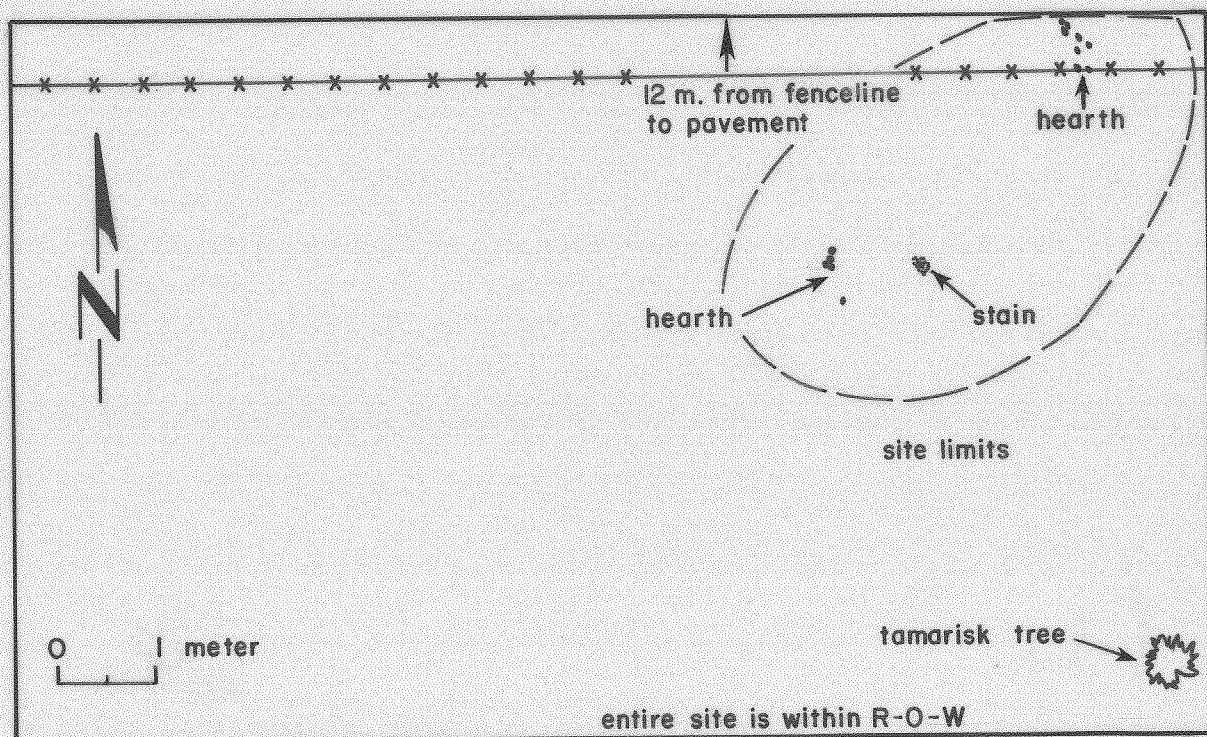 12 m. from fenceline
to pavement
hearth
N
hearth
stain
site limits
0 1 meter
tamarisk tree
entire site is within R-O-W